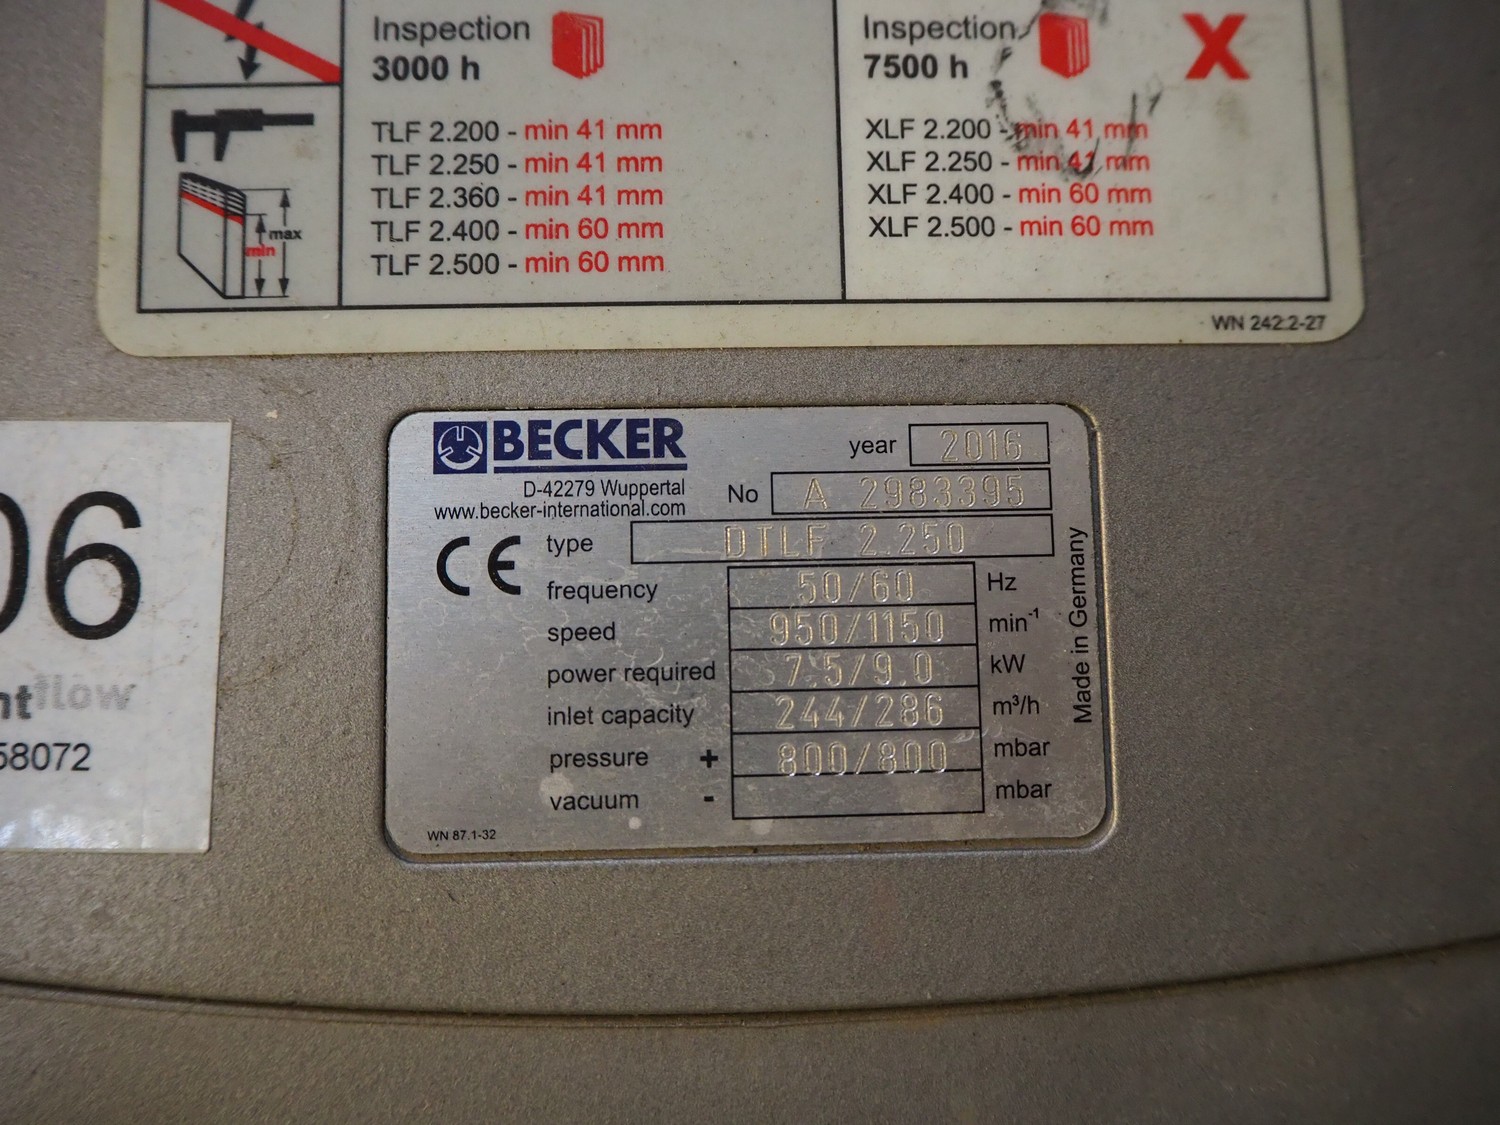 Inspection
3000 h
TLF 2.200 - min 41 mm
TLF 2.250 - min 41 mm
TLF 2.360 - min 41 mm
TLF 2.400 - min 60 mm
TLF 2.500 - min 60 mm
max
min
Inspection
7500 h
X
XLF 2.200 - min 41 mm
XLF 2.250 - min 41 mm
XLF 2.400 - min 60 mm
XLF 2.500 - min 60 mm
WN 242.2-27
06
ntflow
58072
BECKER
D-42279 Wuppertal
www.becker-international.com
CE
year 2016
No A 2983395
type DTLF 2.250
frequency 50/60 Hz
speed 950/1150 min-1
power required 7.5/9.0 kW
inlet capacity 244/286 m³/h
pressure + 800/800 mbar
vacuum - mbar
WN 87.1-32
Made in Germany